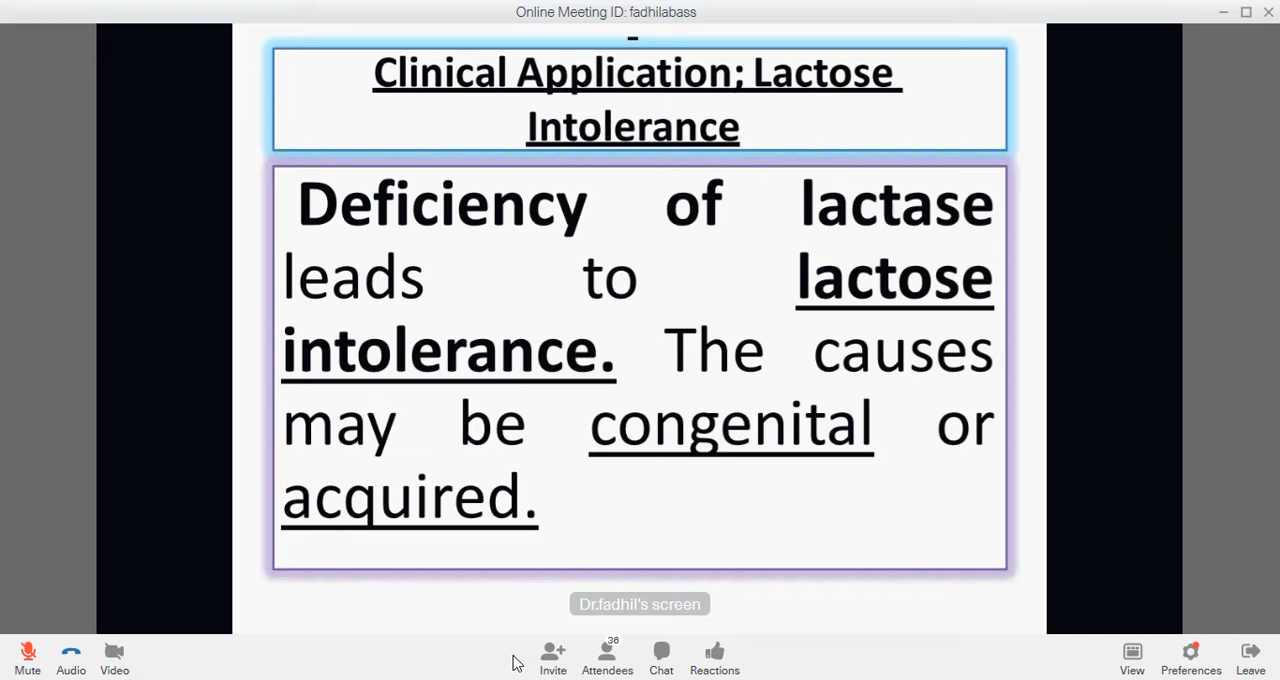 Online Meeting ID: fadhilabass
Clinical Application; Lactose
Intolerance
Deficiency of lactase
leads to lactose
intolerance. The causes
may be congenital or
acquired.
Dr.fadhil's screen
36
Mute Audio Video Invite Attendees Chat Reactions View Preferences Leave